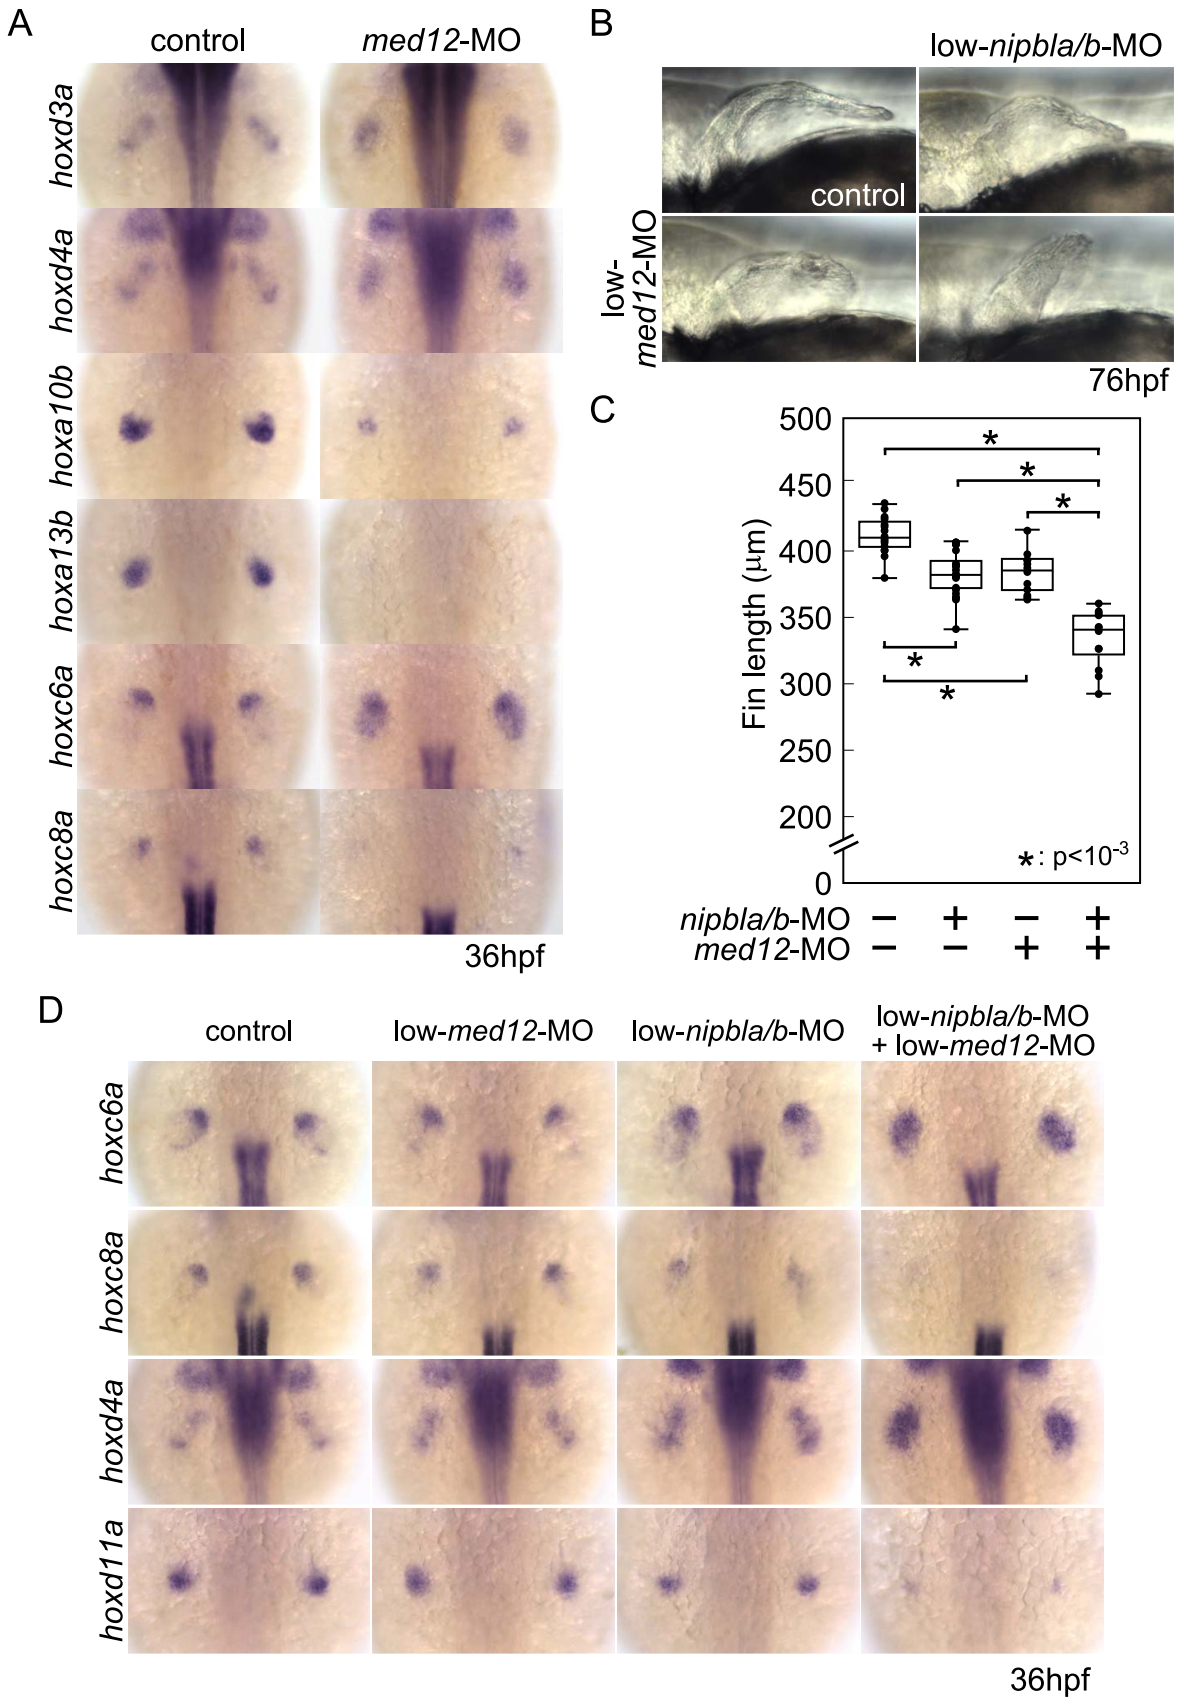 A
control
med12-MO
hoxd3a
hoxd4a
hoxa10b
hoxa13b
hoxc6a
hoxc8a
36hpf
B
low-nipbla/b-MO
control
low-
med12-MO
76hpf
C
500
450
400
350
300
250
200
0
Fin length (μm)
*
*
*
*
*
*: p<10⁻³
nipbla/b-MO − + − +
med12-MO − − + +
D
control
low-med12-MO
low-nipbla/b-MO
low-nipbla/b-MO
+ low-med12-MO
hoxc6a
hoxc8a
hoxd4a
hoxd11a
36hpf